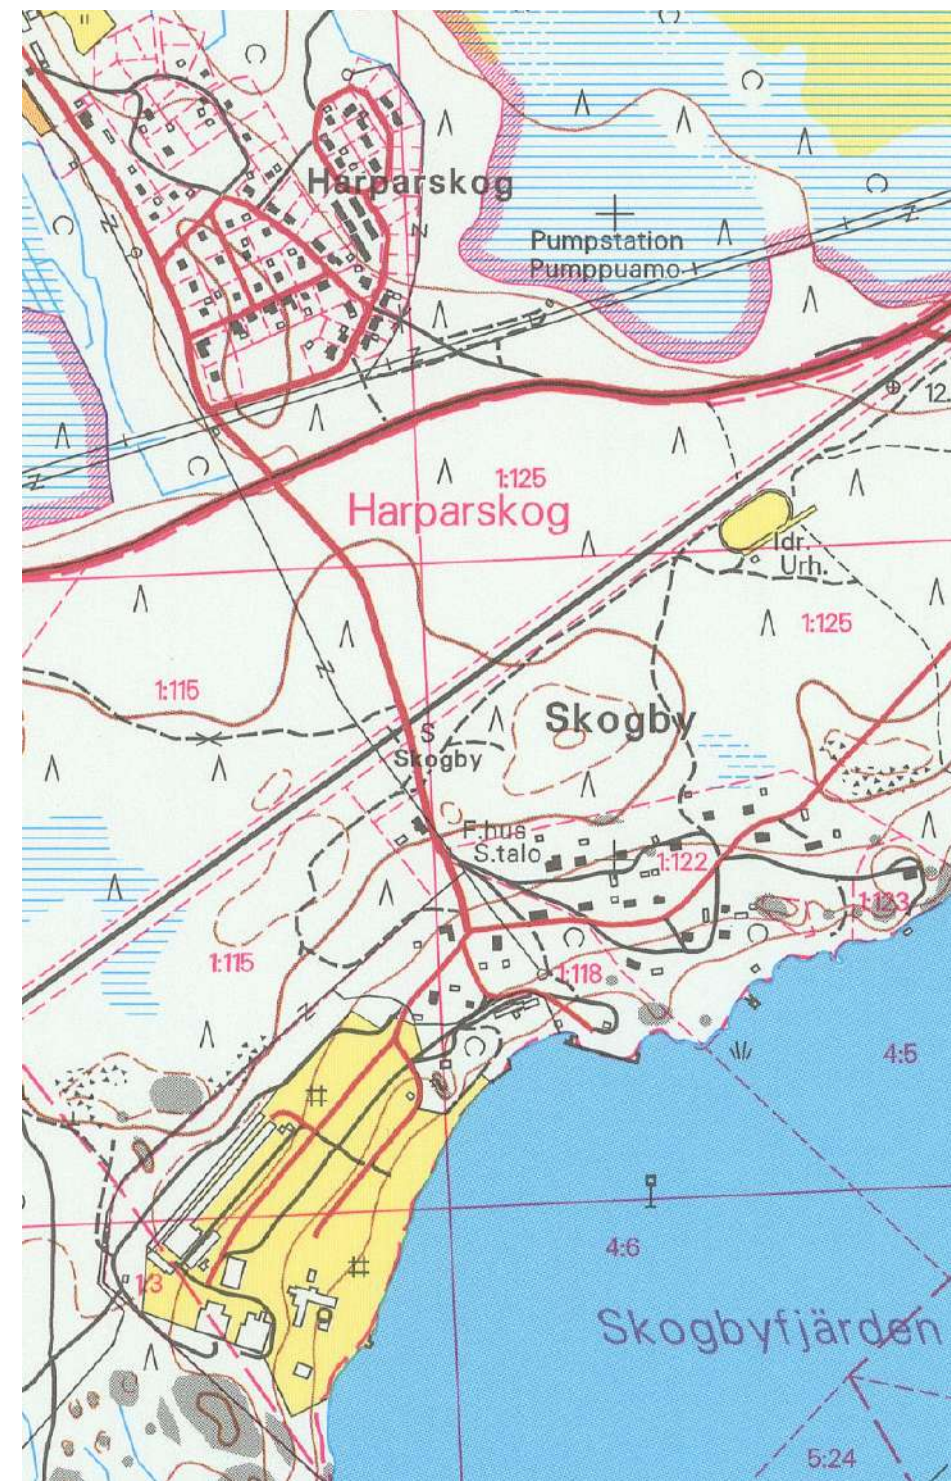 Harparskog
Pumpstation
Pumppuamo
12.
1:125
Harparskog
Idr.
Urh.
1:125
1:115
Skogby
S
Skogby
F.hus
S.talo
1:122
1:123
1:115
1:118
4:5
4:6
1:3
Skogbyfjärden
5:24